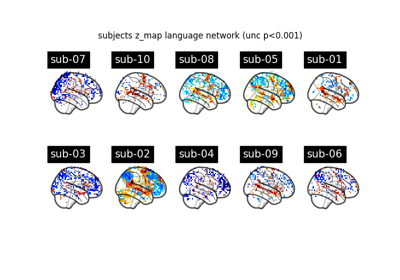 subjects z_map language network (unc p<0.001)
sub-07 sub-10 sub-08 sub-05 sub-01
sub-03 sub-02 sub-04 sub-09 sub-06